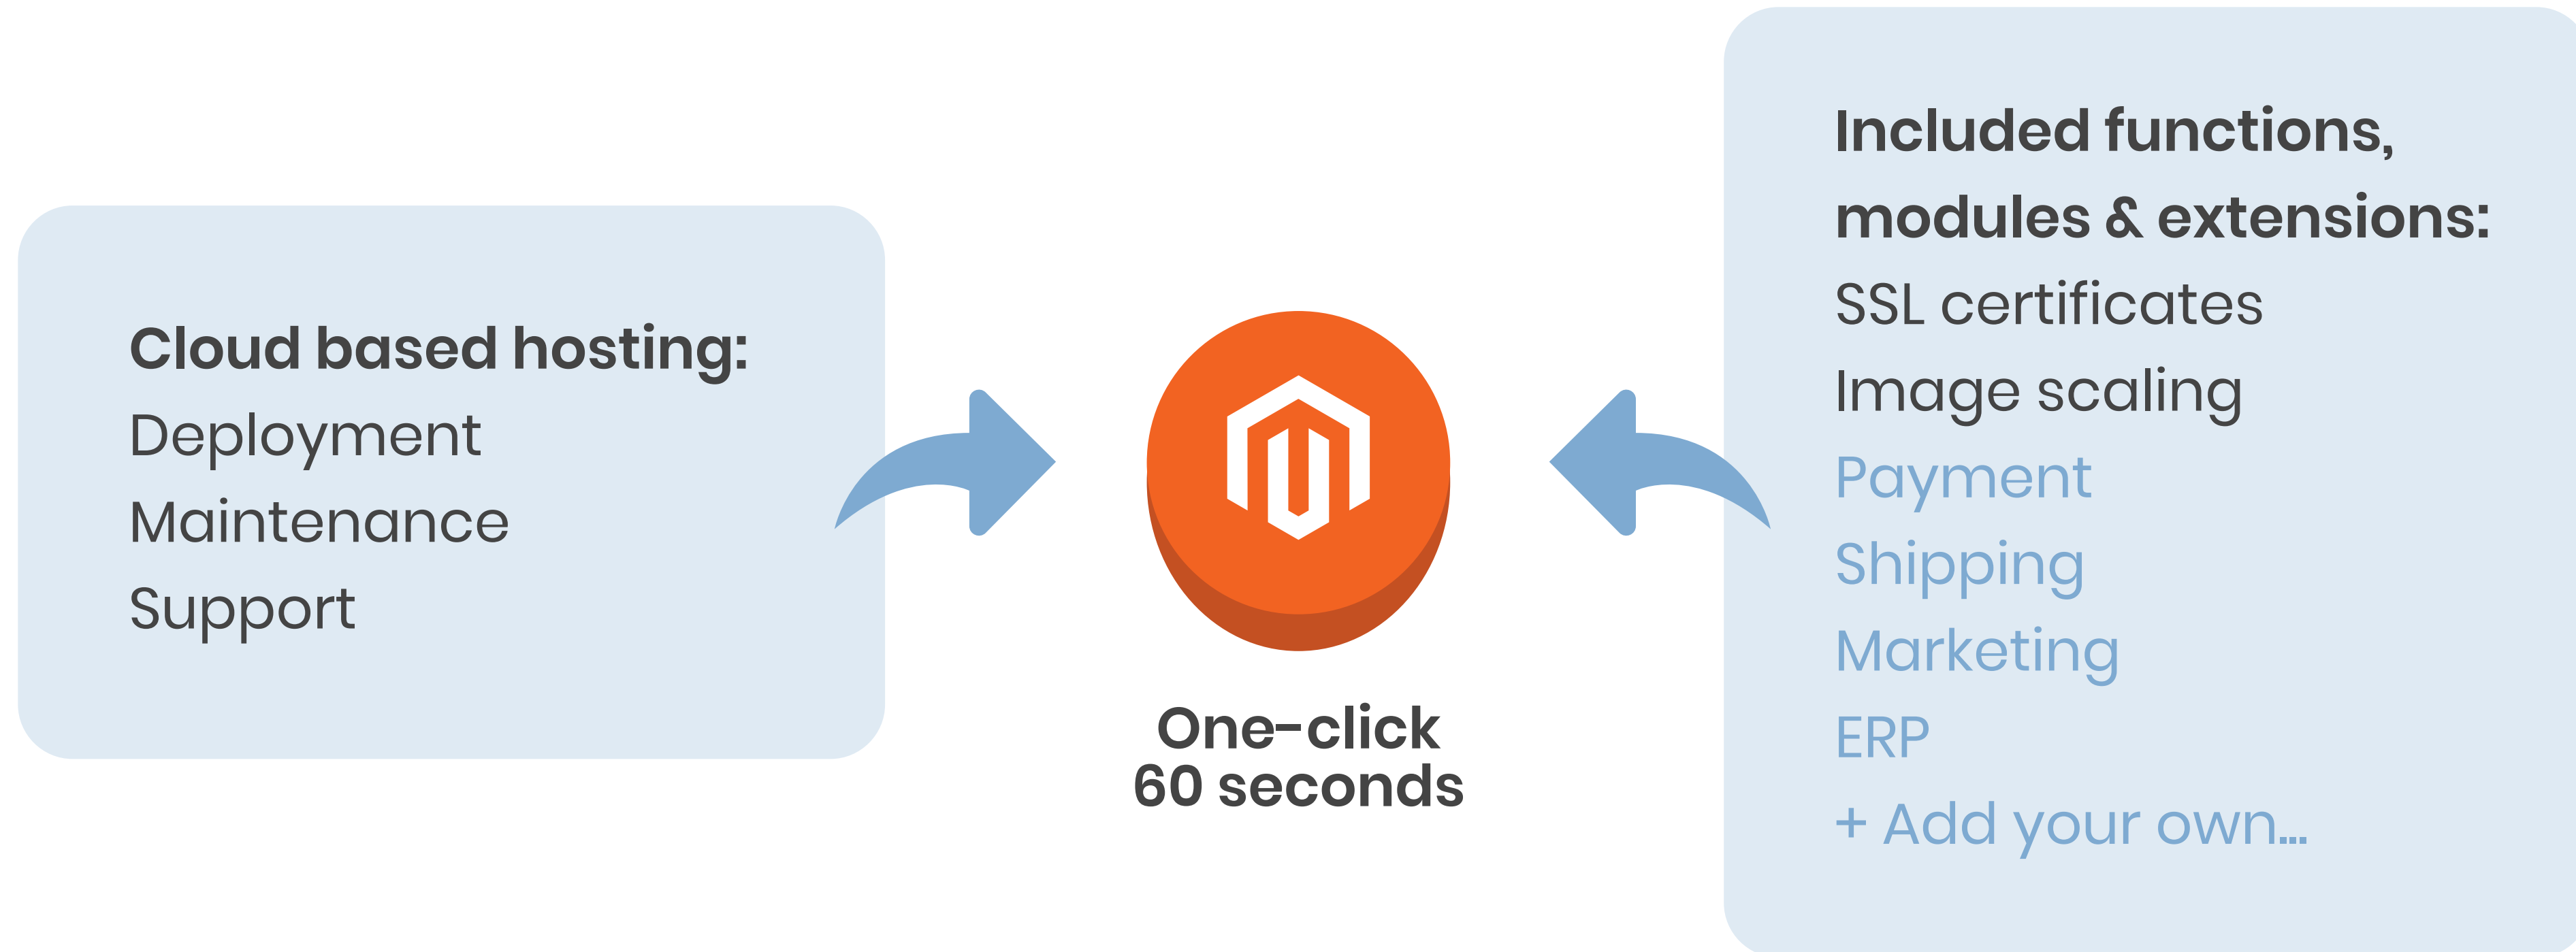 Cloud based hosting:
Deployment
Maintenance
Support
One-click
60 seconds
Included functions,
modules & extensions:
SSL certificates
Image scaling
Payment
Shipping
Marketing
ERP
+ Add your own...